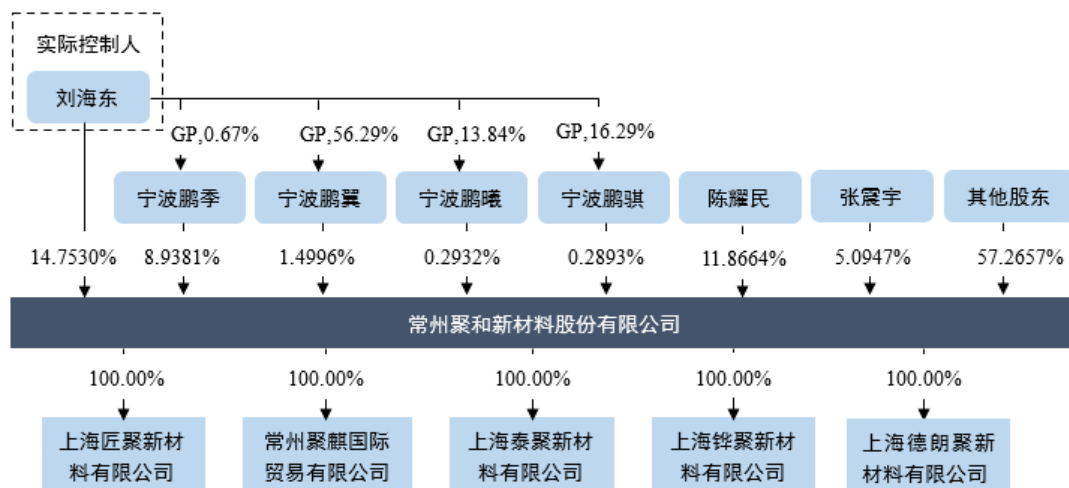 实际控制人
刘海东
GP,0.67%
GP,56.29%
GP,13.84%
GP,16.29%
宁波鹏季
宁波鹏翼
宁波鹏曦
宁波鹏骐
陈耀民
张震宇
其他股东
14.7530%
8.9381%
1.4996%
0.2932%
0.2893%
11.8664%
5.0947%
57.2657%
常州聚和新材料股份有限公司
100.00%
100.00%
100.00%
100.00%
100.00%
上海匠聚新材
料有限公司
常州聚麒国际
贸易有限公司
上海泰聚新材
料有限公司
上海铧聚新材
料有限公司
上海德朗聚新
材料有限公司